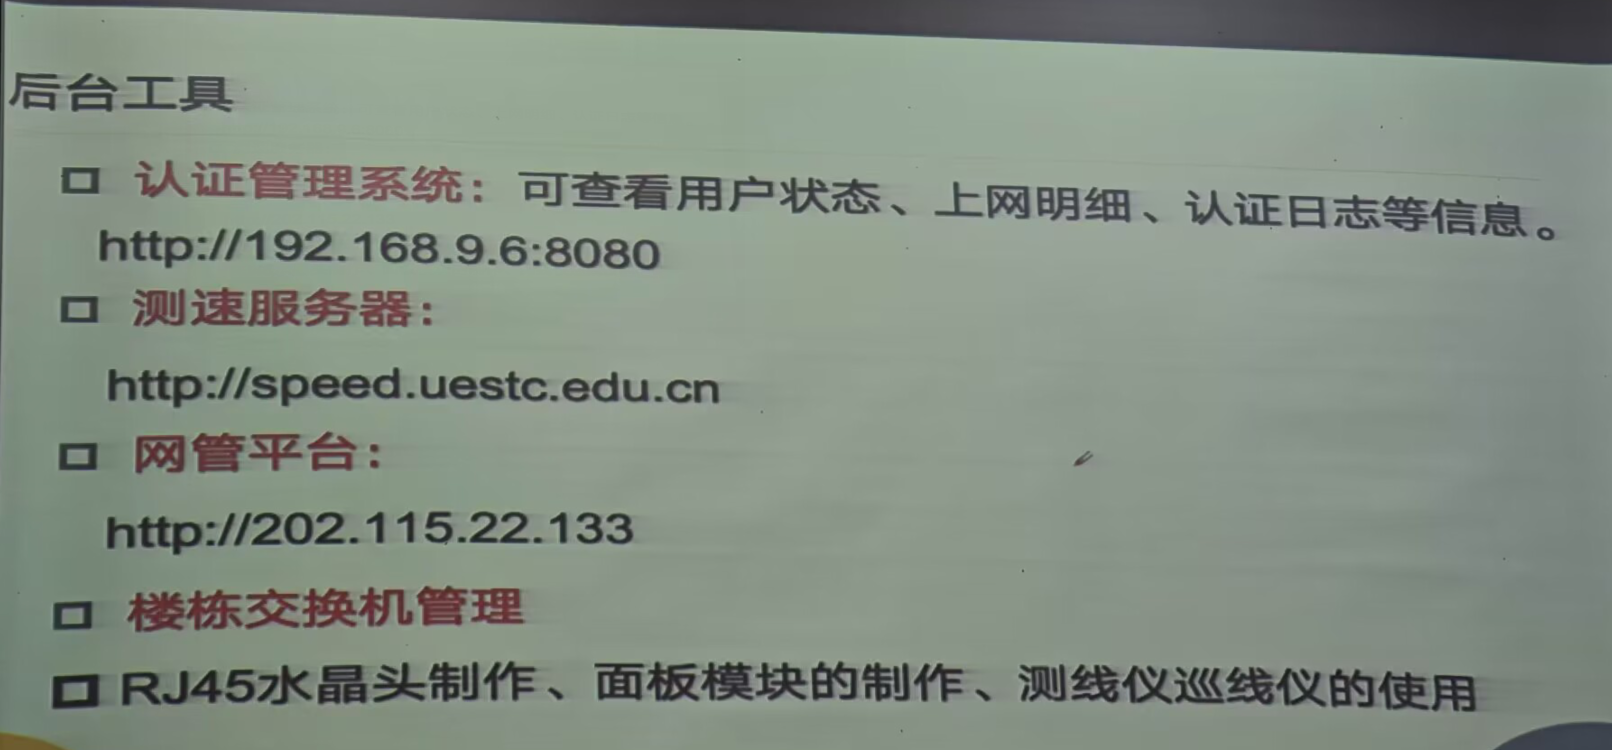 后台工具
认证管理系统：可查看用户状态、上网明细、认证日志等信息。
http://192.168.9.6:8080
测速服务器：
http://speed.uestc.edu.cn
网管平台：
http://202.115.22.133
楼栋交换机管理
RJ45水晶头制作、面板模块的制作、测线仪巡线仪的使用